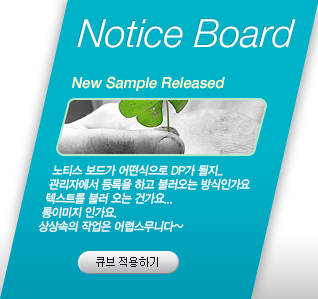 Notice Board
New Sample Released
노티스 보드가 어떤식으로 DP가 될지..
관리자에서 등록을 하고 불러오는 방식인가요
텍스트를 불러 오는 건가요...
통이미지 인가요.
상상속의 작업은 어렵스무니다~
큐브 적용하기